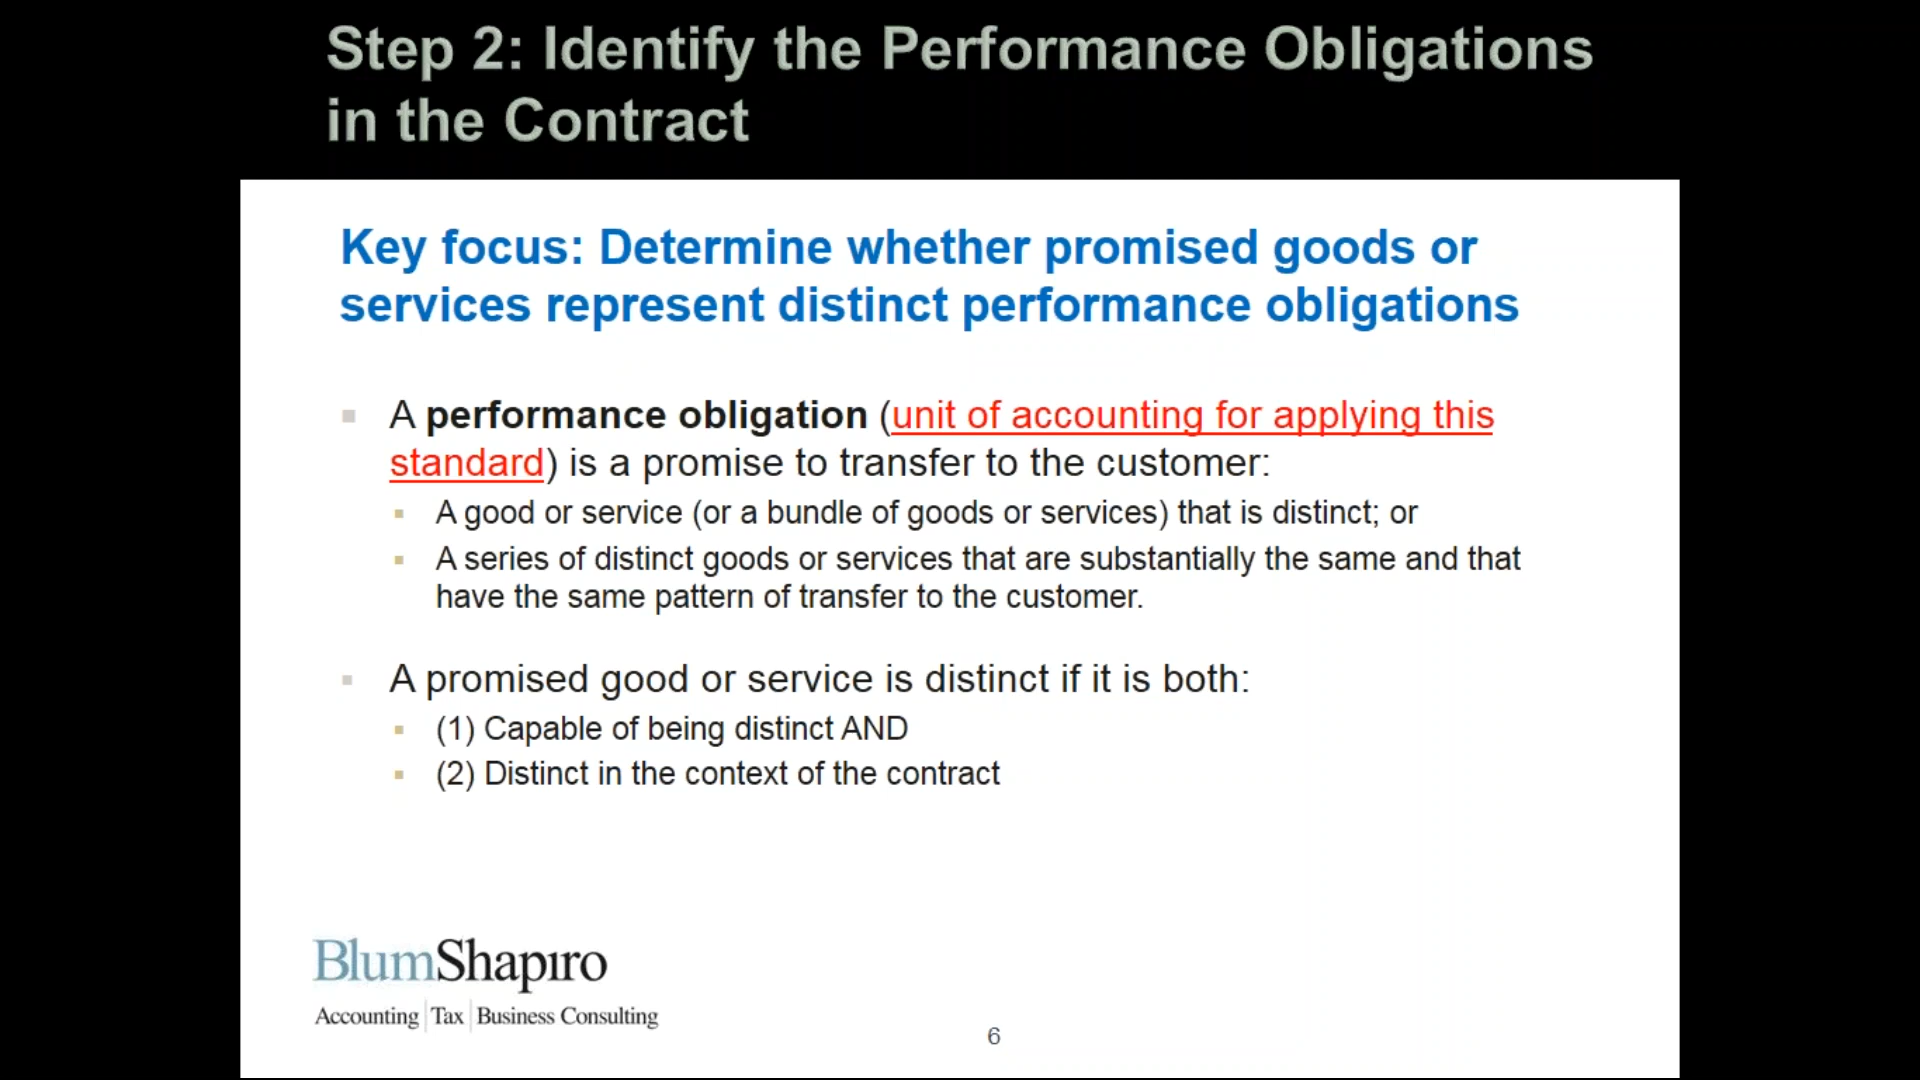 Step 2: Identify the Performance Obligations
in the Contract
Key focus: Determine whether promised goods or
services represent distinct performance obligations
A performance obligation (unit of accounting for applying this
standard) is a promise to transfer to the customer:
A good or service (or a bundle of goods or services) that is distinct; or
A series of distinct goods or services that are substantially the same and that
have the same pattern of transfer to the customer.
A promised good or service is distinct if it is both:
(1) Capable of being distinct AND
(2) Distinct in the context of the contract
BlumShapiro
Accounting | Tax | Business Consulting
6